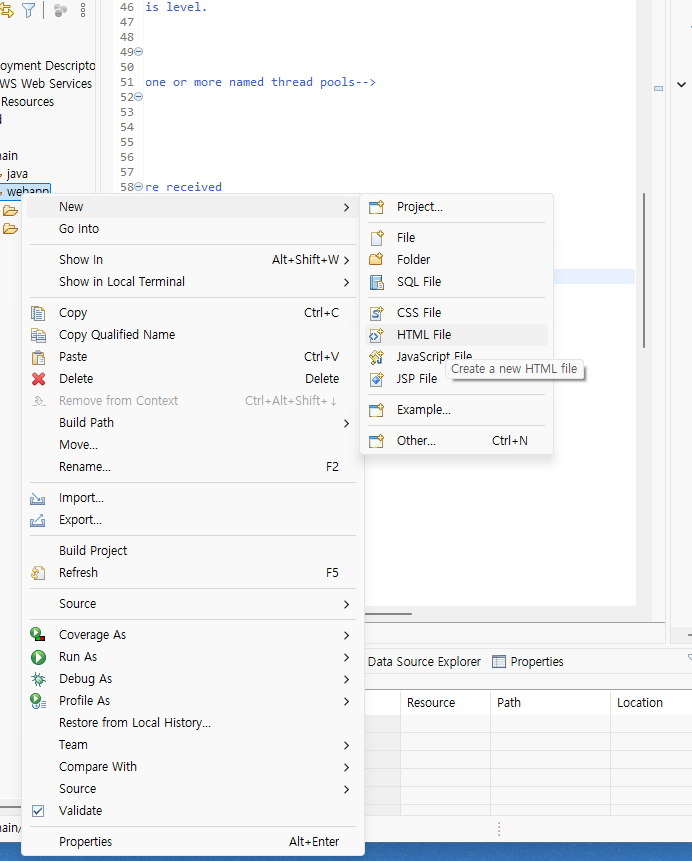 46 is level.
47
48
49
50
51 one or more named thread pools-->
52
53
54
55
56
57
58 re received
oyment Descripto
WS Web Services
Resources
ain
java
webapp
New
Go Into
Show In Alt+Shift+W
Show in Local Terminal
Copy Ctrl+C
Copy Qualified Name
Paste Ctrl+V
Delete Delete
Remove from Context Ctrl+Alt+Shift+↓
Build Path
Move...
Rename... F2
Import...
Export...
Build Project
Refresh F5
Source
Coverage As
Run As
Debug As
Profile As
Restore from Local History...
Team
Compare With
Source
Validate
Properties Alt+Enter
Project...
File
Folder
SQL File
CSS File
HTML File
JavaScript File
Create a new HTML file
JSP File
Example...
Other... Ctrl+N
Data Source Explorer Properties
Resource Path Location
ain/